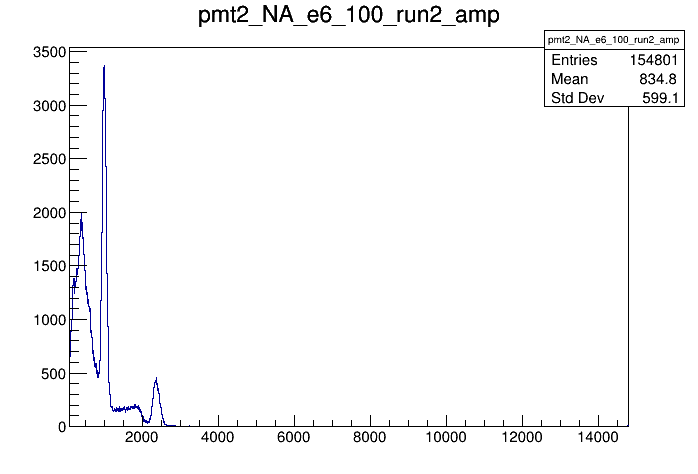 pmt2_NA_e6_100_run2_amp
pmt2_NA_e6_100_run2_amp
Entries 154801
Mean 834.8
Std Dev 599.1
3500
3000
2500
2000
1500
1000
500
0
2000 4000 6000 8000 10000 12000 14000